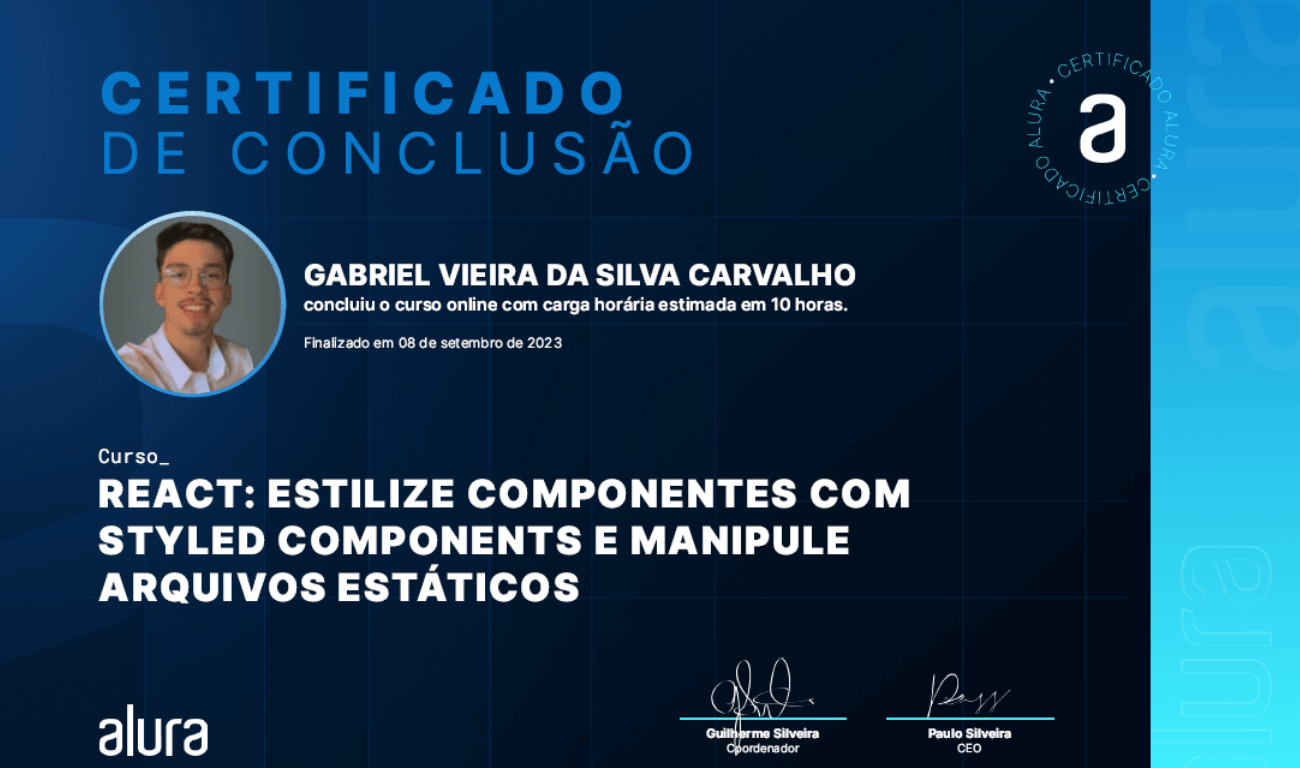 CERTIFICADO
DE CONCLUSÃO
CERTIFICADO ALURA • CERTIFICADO ALURA •
a
GABRIEL VIEIRA DA SILVA CARVALHO
concluiu o curso online com carga horária estimada em 10 horas.
Finalizado em 08 de setembro de 2023
Curso_
REACT: ESTILIZE COMPONENTES COM
STYLED COMPONENTS E MANIPULE
ARQUIVOS ESTÁTICOS
alura
Guilherme Silveira
Coordenador
Paulo Silveira
CEO
alura
alura